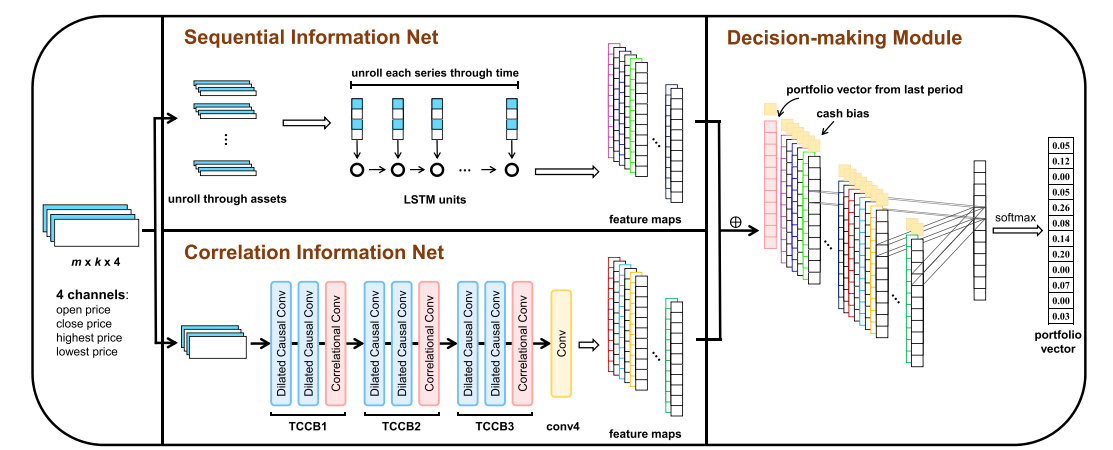 Sequential Information Net
unroll each series through time
...
unroll through assets
...
LSTM units
feature maps
...
m x k x 4
4 channels:
open price
close price
highest price
lowest price
Correlation Information Net
Dilated Causal Conv
Dilated Causal Conv
Correlational Conv
Dilated Causal Conv
Dilated Causal Conv
Correlational Conv
Dilated Causal Conv
Dilated Causal Conv
Correlational Conv
Conv
TCCB1
TCCB2
TCCB3
conv4
...
feature maps
⊕
Decision-making Module
portfolio vector from last period
cash bias
...
...
softmax
0.05
0.12
0.00
0.05
0.26
0.08
0.14
0.20
0.00
0.07
0.00
0.03
portfolio
vector